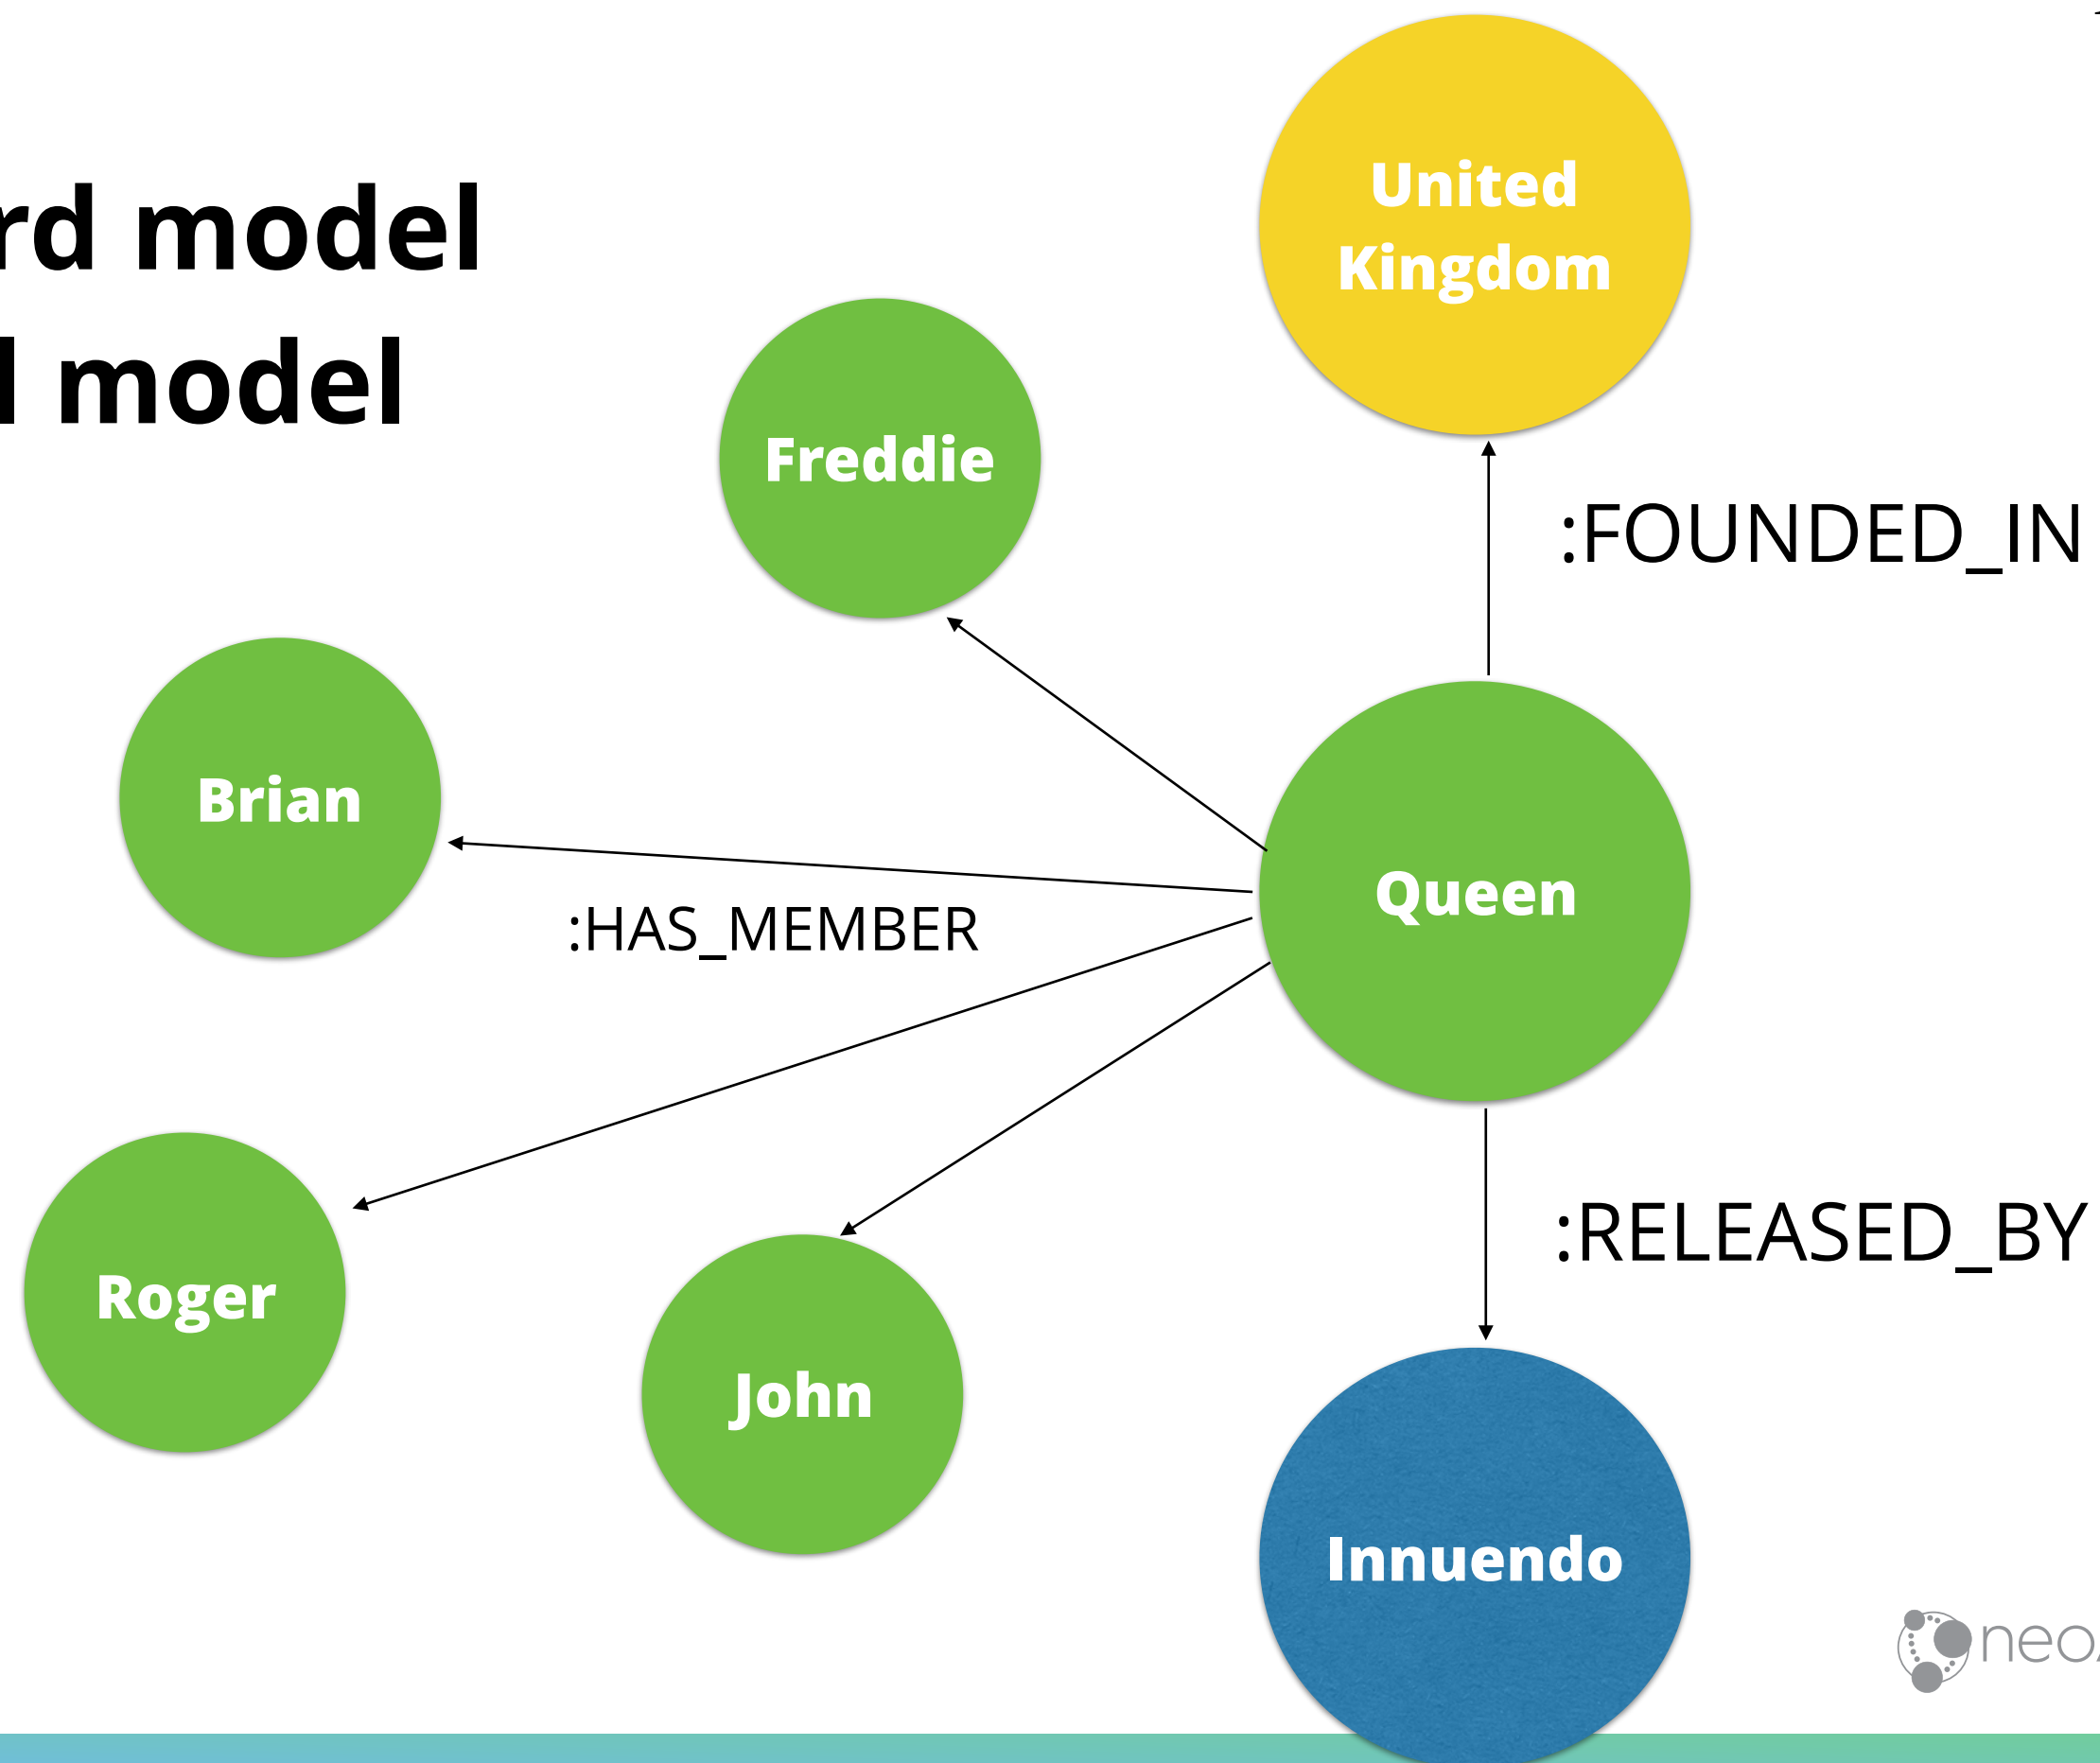 rd model
model
United
Kingdom
Freddie
:FOUNDED_IN
Brian
Queen
:HAS_MEMBER
:RELEASED_BY
Roger
John
Innuendo
neo